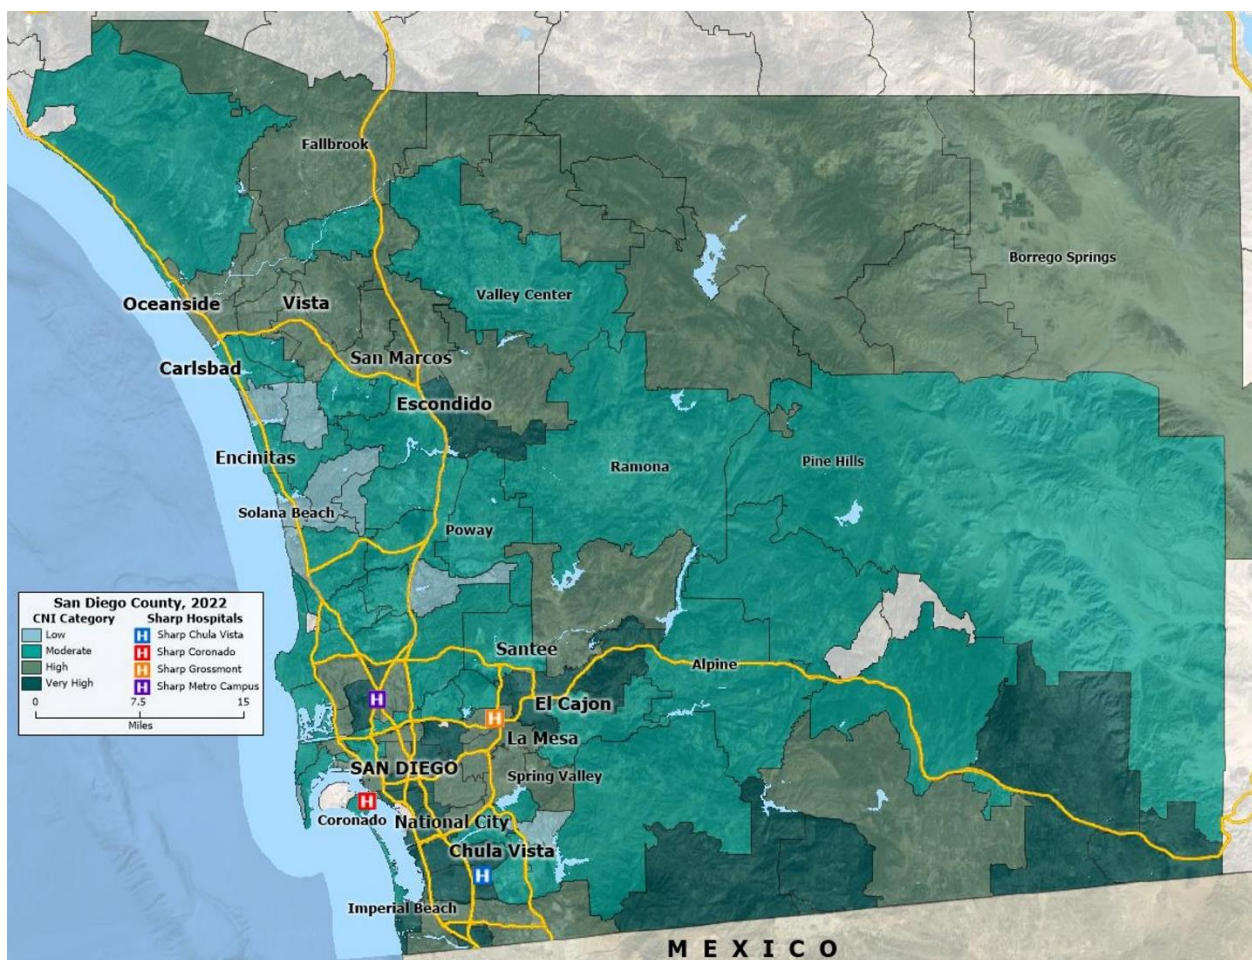 Fallbrook
Borrego Springs
Valley Center
Oceanside
Vista
San Marcos
Carlsbad
Escondido
Encinitas
Ramona
Pine Hills
Solana Beach
Poway
San Diego County, 2022
CNI Category Sharp Hospitals
Low H Sharp Chula Vista
Moderate H Sharp Coronado
High H Sharp Grossmont
Very High H Sharp Metro Campus
0 7.5 15
Miles
Santee
Alpine
H
El Cajon
H
La Mesa
SAN DIEGO
Spring Valley
H
Coronado
National City
Chula Vista
H
Imperial Beach
MEXICO